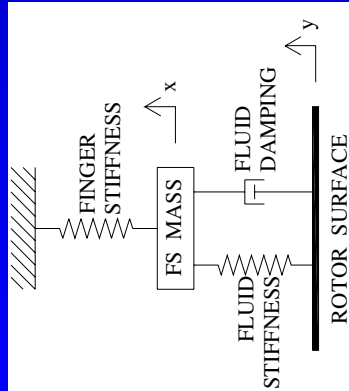 FINGER
STIFFNESS
x
FS MASS
y
FLUID
STIFFNESS
FLUID
DAMPING
ROTOR SURFACE